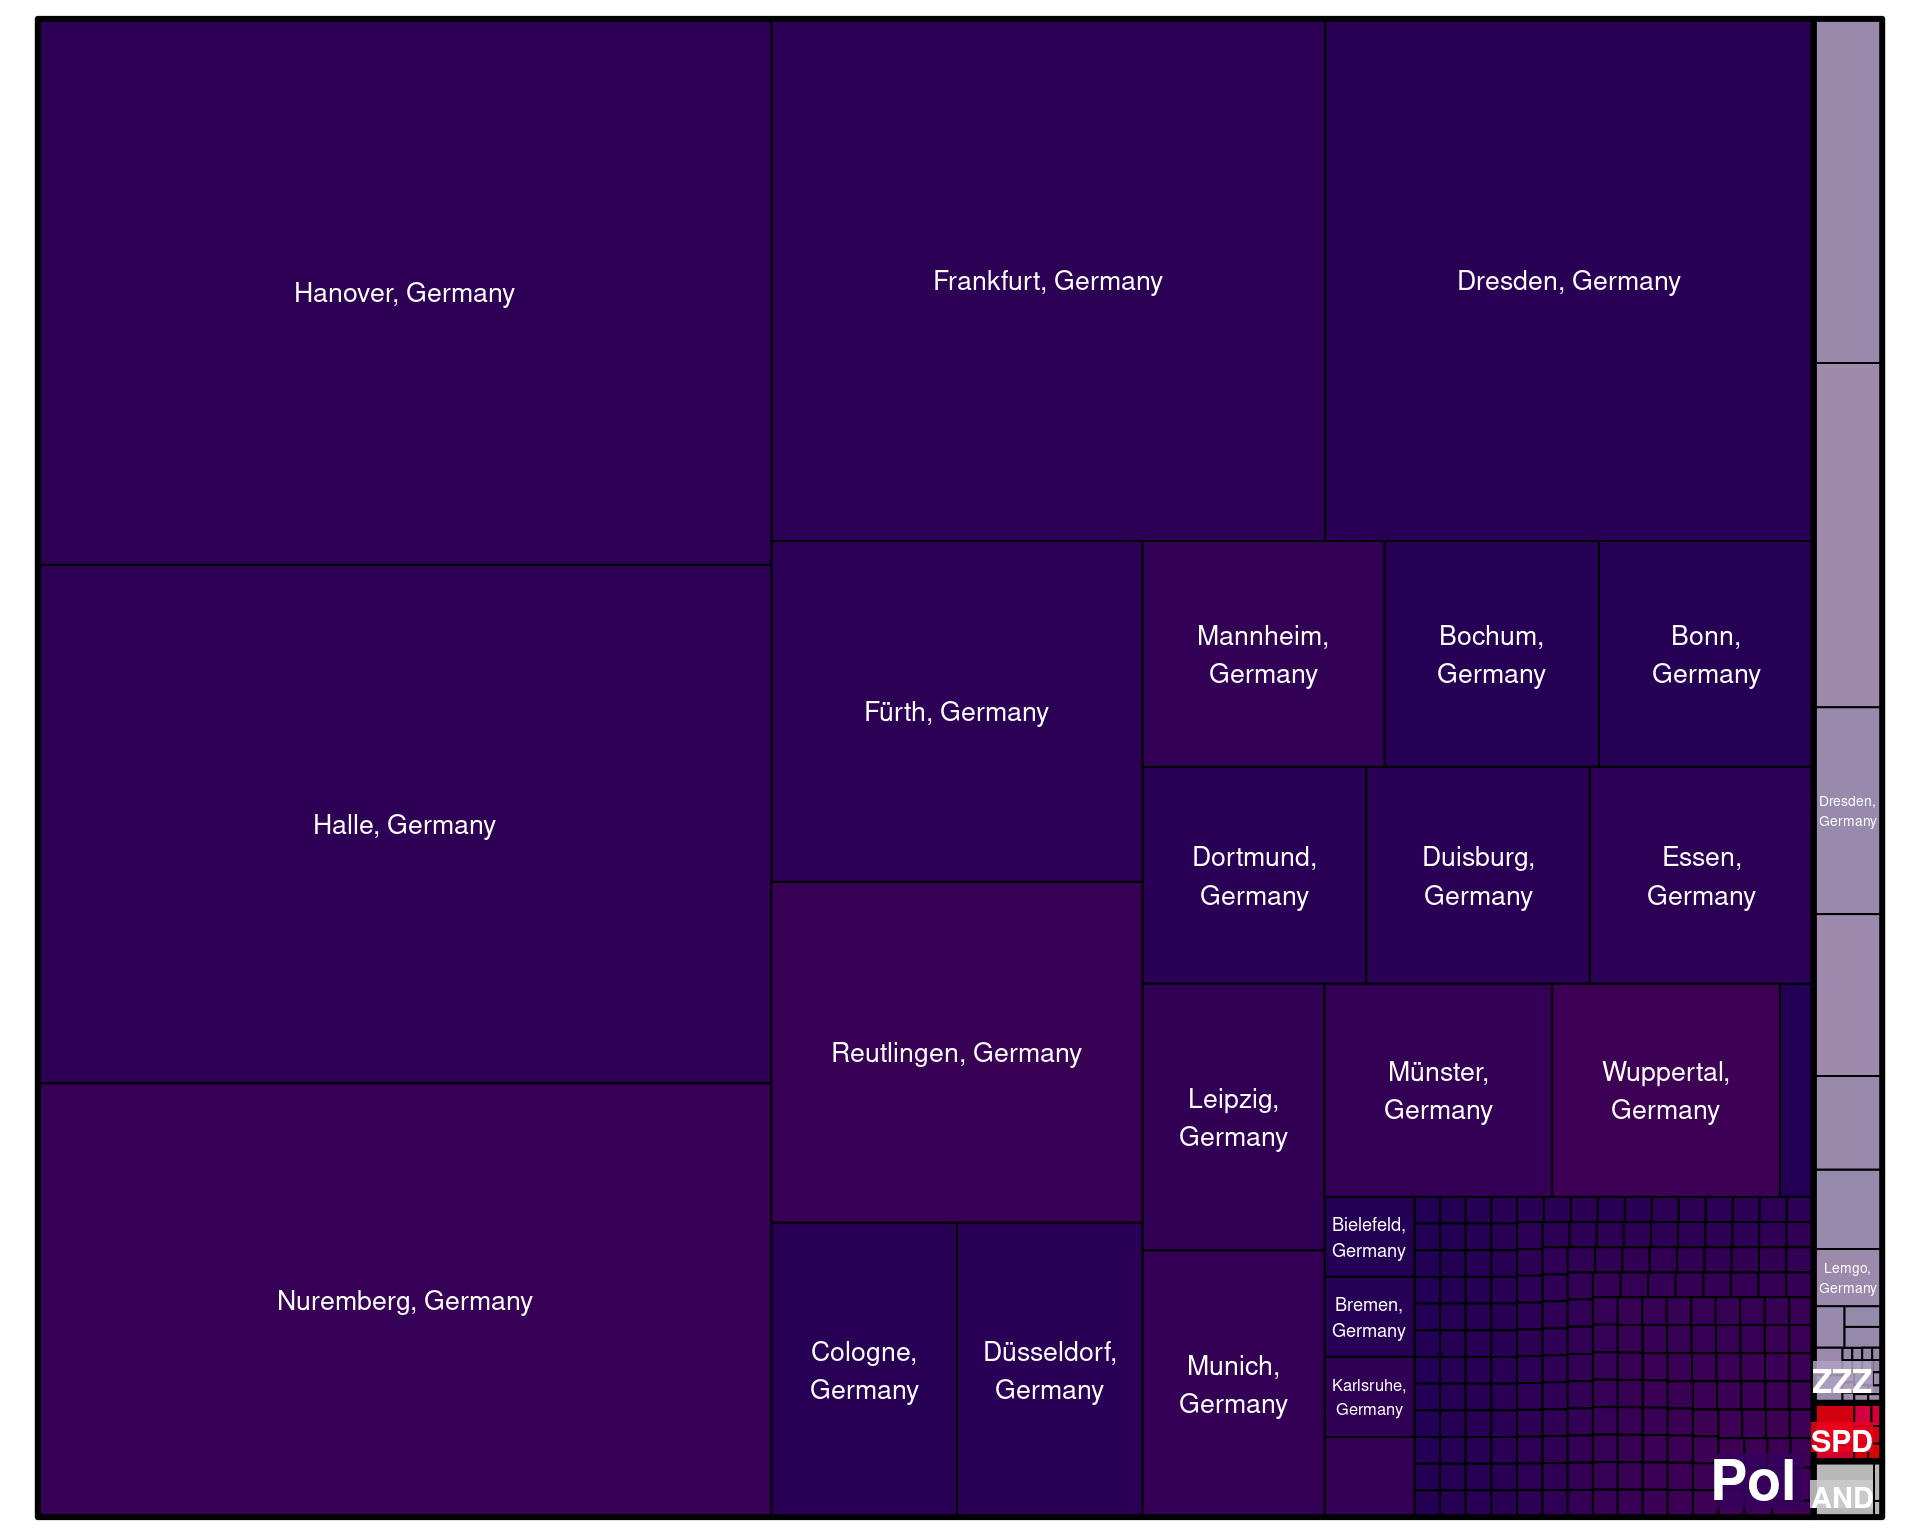 Hanover, Germany
Frankfurt, Germany
Dresden, Germany
Halle, Germany
Nuremberg, Germany
Fürth, Germany
Reutlingen, Germany
Mannheim,
Germany
Bochum,
Germany
Bonn,
Germany
Dortmund,
Germany
Duisburg,
Germany
Essen,
Germany
Leipzig,
Germany
Münster,
Germany
Wuppertal,
Germany
Cologne,
Germany
Düsseldorf,
Germany
Munich,
Germany
Bielefeld,
Germany
Bremen,
Germany
Karlsruhe,
Germany
Pol
Dresden,
Germany
Lemgo,
Germany
ZZZ
SPD
AND